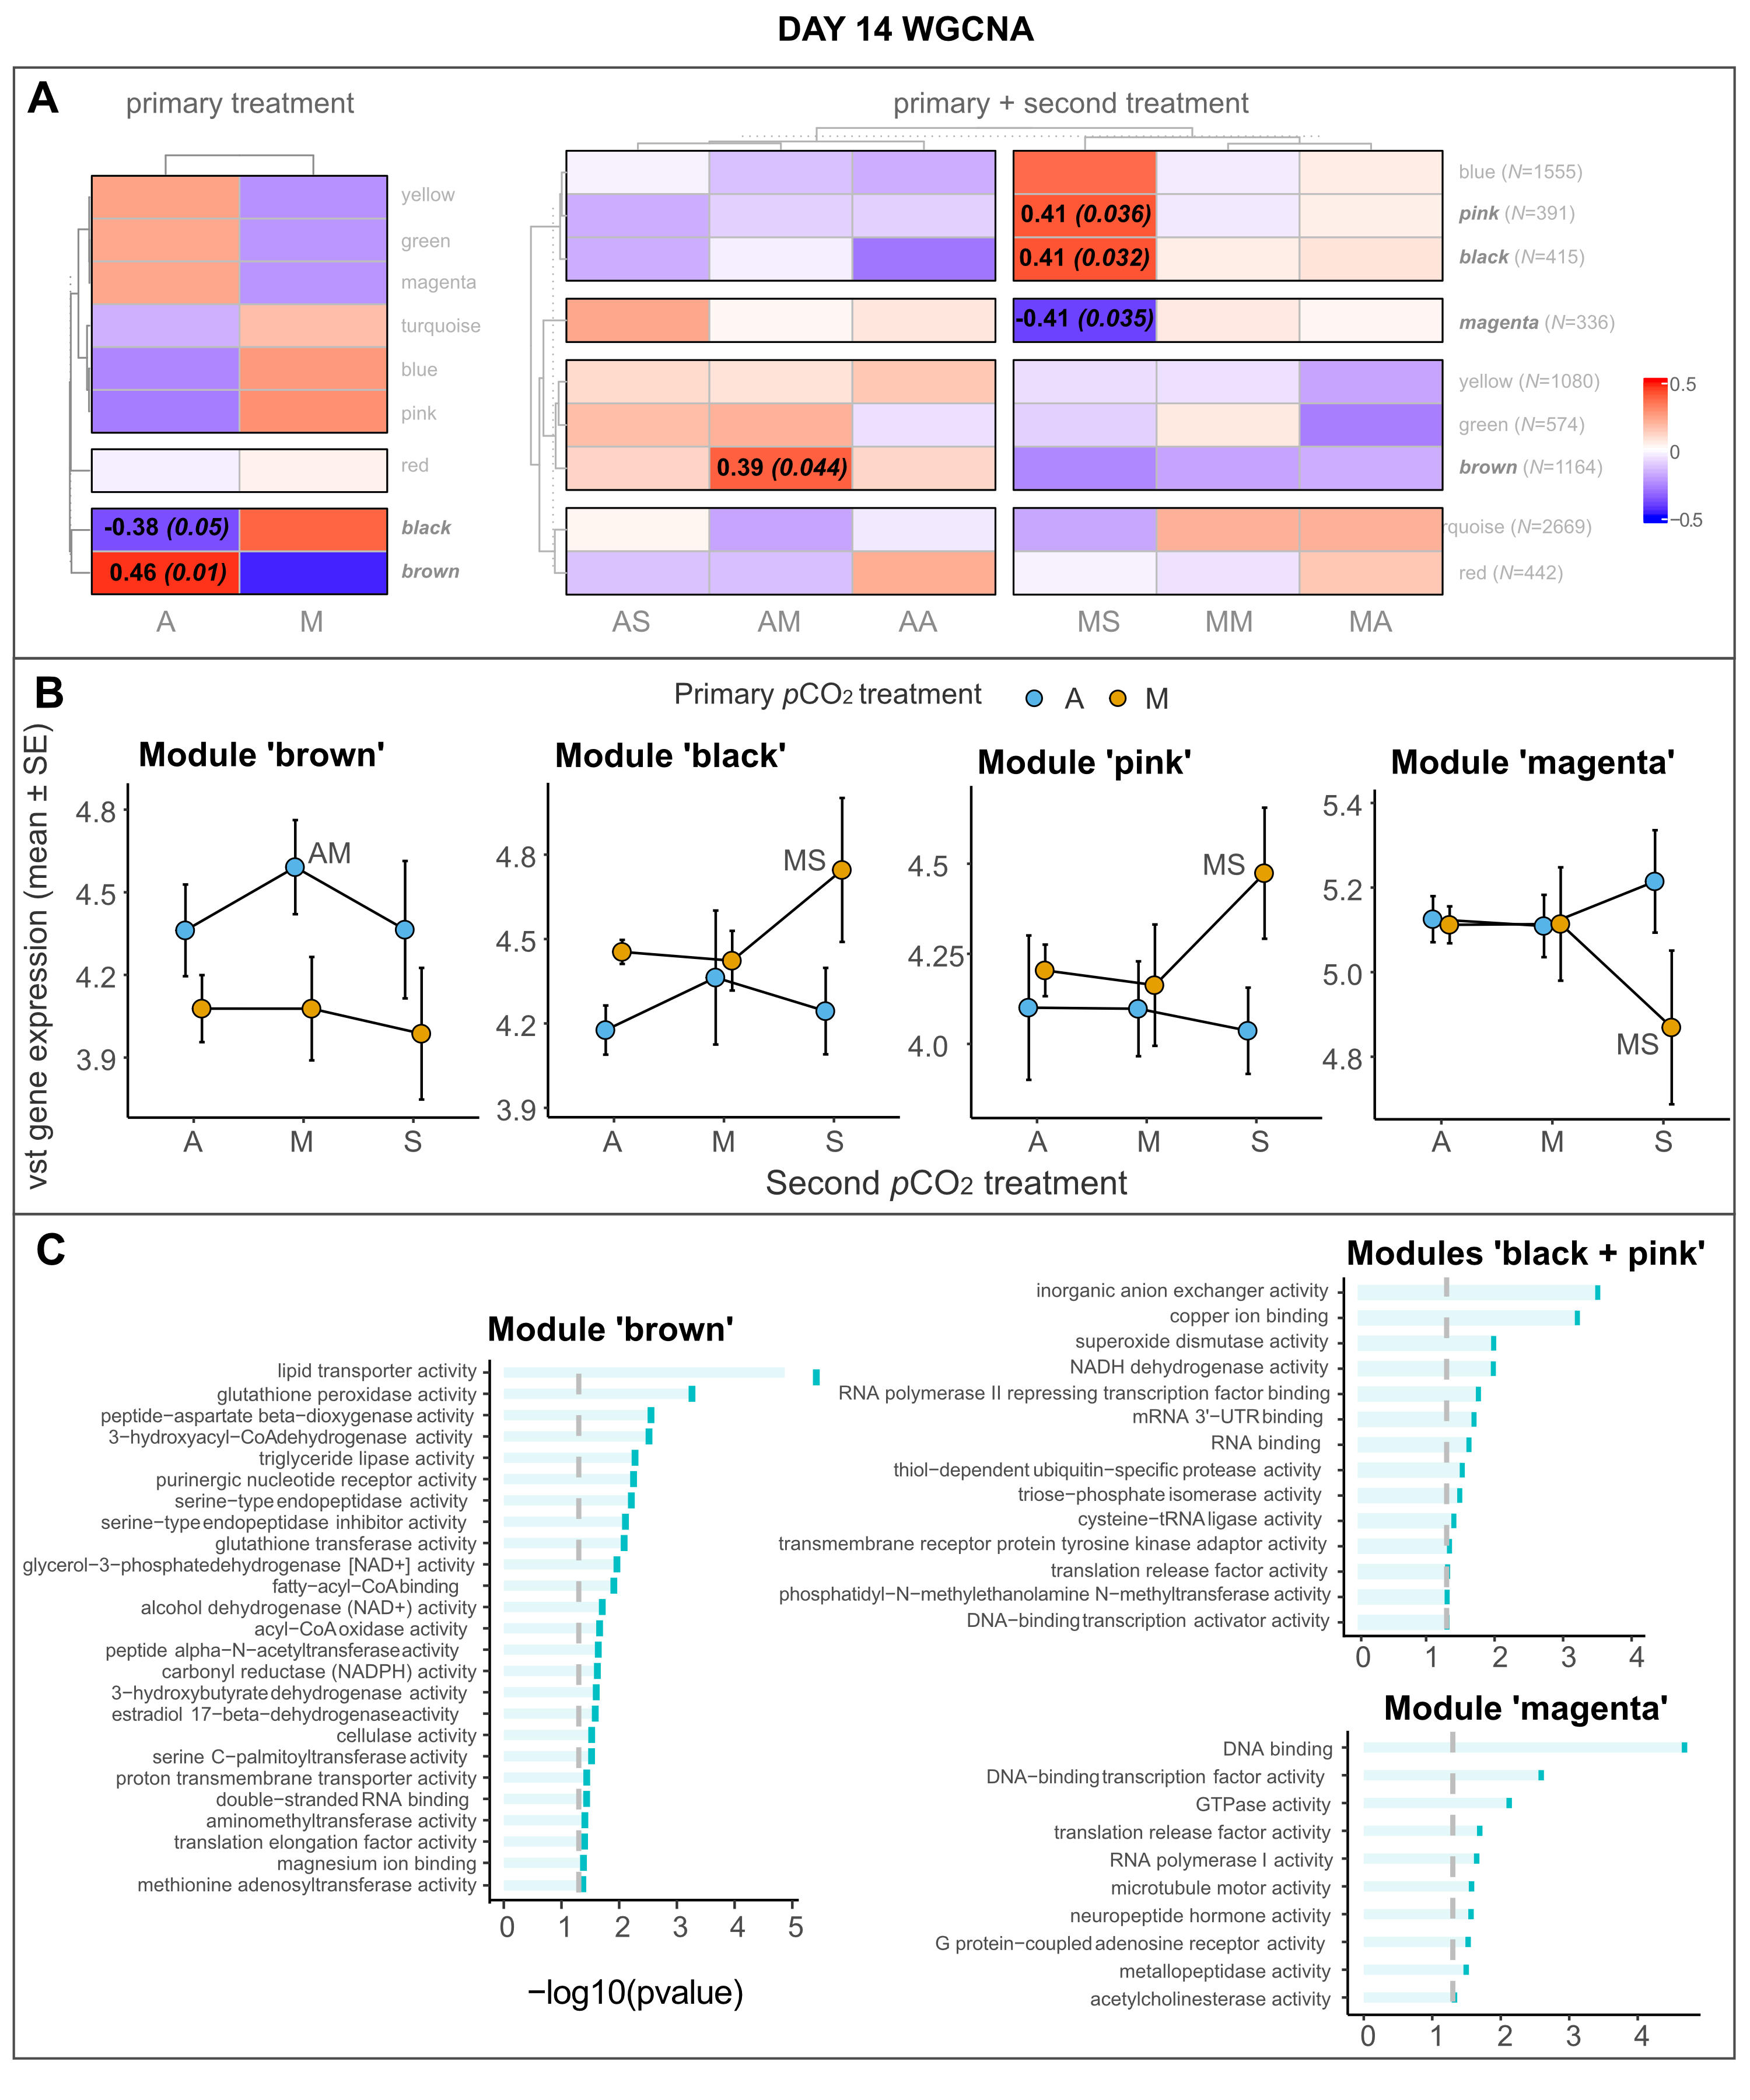 DAY 14 WGCNA
A
primary treatment
primary + second treatment
yellow
green
magenta
turquoise
blue
pink
red
-0.38 (0.05)
black
0.46 (0.01)
brown
A M
blue (N=1555)
0.41 (0.036)
pink (N=391)
0.41 (0.032)
black (N=415)
-0.41 (0.035)
magenta (N=336)
yellow (N=1080)
green (N=574)
0.39 (0.044)
brown (N=1164)
rquoise (N=2669)
red (N=442)
AS AM AA MS MM MA
0.5
0
-0.5
B
Primary pCO2 treatment A M
vst gene expression (mean ± SE)
Module 'brown'
4.8
4.5
4.2
3.9
AM
A M S
Module 'black'
4.8
4.5
4.2
3.9
MS
A M S
Module 'pink'
4.5
4.25
4.0
MS
A M S
Module 'magenta'
5.4
5.2
5.0
4.8
MS
A M S
Second pCO2 treatment
C
Module 'brown'
lipid transporter activity
glutathione peroxidase activity
peptide−aspartate beta−dioxygenase activity
3−hydroxyacyl−CoAdehydrogenase activity
triglyceride lipase activity
purinergic nucleotide receptor activity
serine−type endopeptidase activity
serine−type endopeptidase inhibitor activity
glutathione transferase activity
glycerol−3−phosphatedehydrogenase [NAD+] activity
fatty−acyl−CoA binding
alcohol dehydrogenase (NAD+) activity
acyl−CoA oxidase activity
peptide alpha−N−acetyltransferase activity
carbonyl reductase (NADPH) activity
3−hydroxybutyrate dehydrogenase activity
estradiol 17−beta−dehydrogenase activity
cellulase activity
serine C−palmitoyltransferase activity
proton transmembrane transporter activity
double−stranded RNA binding
aminomethyltransferase activity
translation elongation factor activity
magnesium ion binding
methionine adenosyltransferase activity
0 1 2 3 4 5
−log10(pvalue)
Modules 'black + pink'
inorganic anion exchanger activity
copper ion binding
superoxide dismutase activity
NADH dehydrogenase activity
RNA polymerase II repressing transcription factor binding
mRNA 3'−UTR binding
RNA binding
thiol−dependent ubiquitin−specific protease activity
triose−phosphate isomerase activity
cysteine−tRNA ligase activity
transmembrane receptor protein tyrosine kinase adaptor activity
translation release factor activity
phosphatidyl−N−methylethanolamine N−methyltransferase activity
DNA−binding transcription activator activity
0 1 2 3 4
Module 'magenta'
DNA binding
DNA−binding transcription factor activity
GTPase activity
translation release factor activity
RNA polymerase I activity
microtubule motor activity
neuropeptide hormone activity
G protein−coupled adenosine receptor activity
metallopeptidase activity
acetylcholinesterase activity
0 1 2 3 4